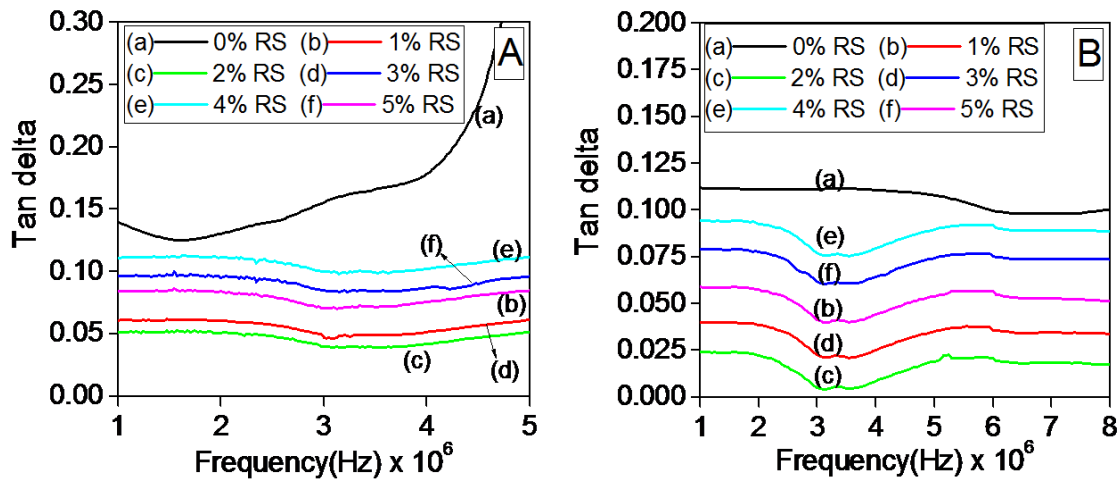 0.30
(a) 0% RS (b) 1% RS
(c) 2% RS (d) 3% RS
(e) 4% RS (f) 5% RS
A
0.25
(a)
0.20
0.15
(f)
(e)
0.10
(b)
0.05
(c)
(d)
0.00
1 2 3 4 5
Tan delta
Frequency(Hz) x 10⁶
0.200
(a) 0% RS (b) 1% RS
(c) 2% RS (d) 3% RS
(e) 4% RS (f) 5% RS
B
0.175
0.150
0.125
(a)
0.100
(e)
0.075
(f)
0.050
(b)
(d)
0.025
(c)
0.000
1 2 3 4 5 6 7 8
Tan delta
Frequency(Hz) x 10⁶